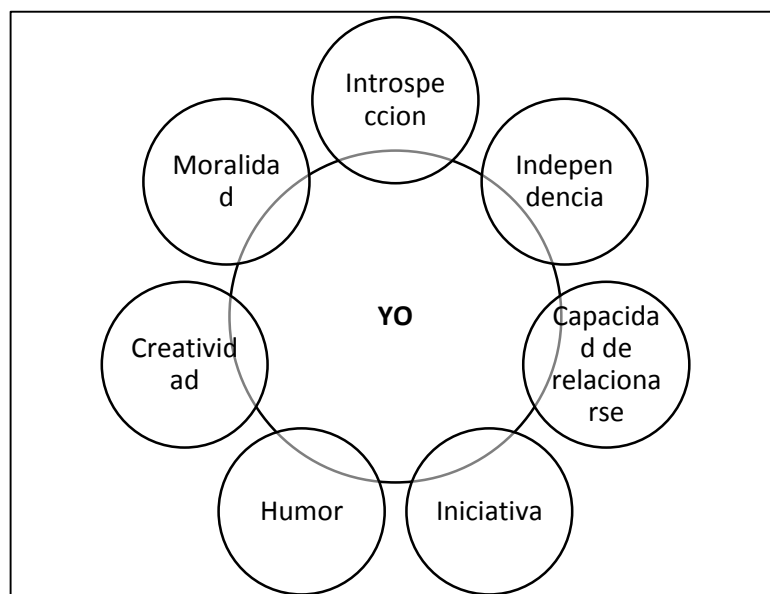 Introspe
ccion
Indepen
dencia
Capacida
d de
relaciona
rse
Iniciativa
Humor
Creativid
ad
Moralida
d
YO